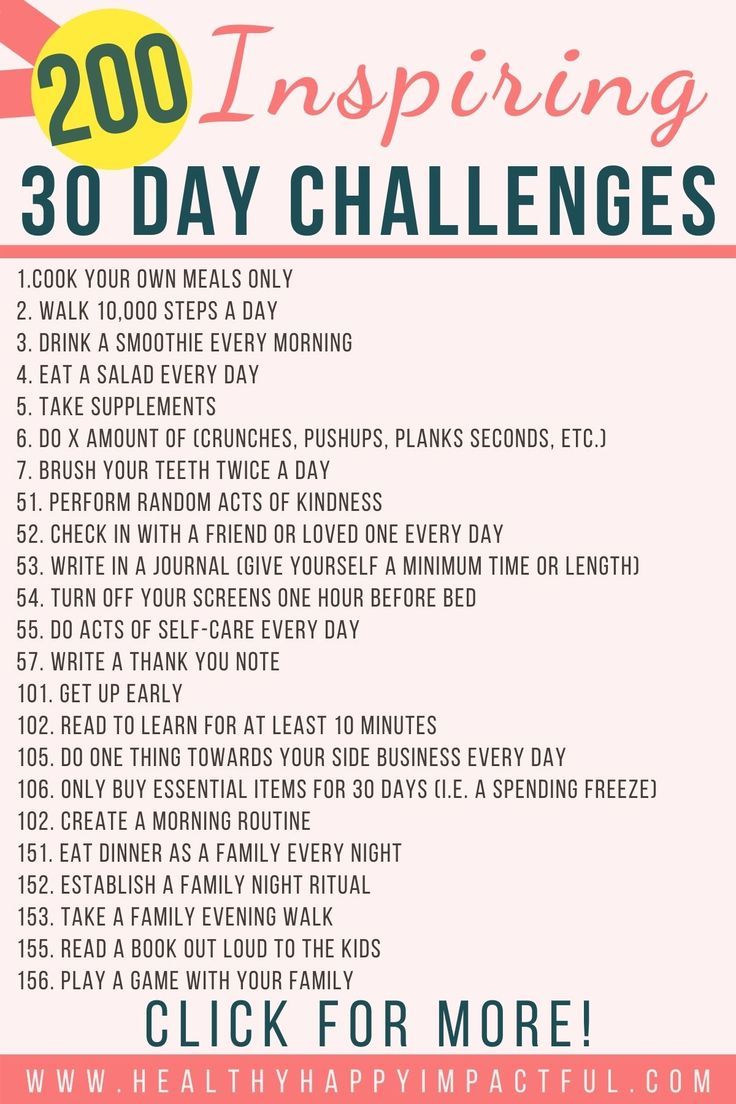 200 Inspiring
30 DAY CHALLENGES
1.COOK YOUR OWN MEALS ONLY
2. WALK 10,000 STEPS A DAY
3. DRINK A SMOOTHIE EVERY MORNING
4. EAT A SALAD EVERY DAY
5. TAKE SUPPLEMENTS
6. DO X AMOUNT OF (CRUNCHES, PUSHUPS, PLANKS SECONDS, ETC.)
7. BRUSH YOUR TEETH TWICE A DAY
51. PERFORM RANDOM ACTS OF KINDNESS
52. CHECK IN WITH A FRIEND OR LOVED ONE EVERY DAY
53. WRITE IN A JOURNAL (GIVE YOURSELF A MINIMUM TIME OR LENGTH)
54. TURN OFF YOUR SCREENS ONE HOUR BEFORE BED
55. DO ACTS OF SELF-CARE EVERY DAY
57. WRITE A THANK YOU NOTE
101. GET UP EARLY
102. READ TO LEARN FOR AT LEAST 10 MINUTES
105. DO ONE THING TOWARDS YOUR SIDE BUSINESS EVERY DAY
106. ONLY BUY ESSENTIAL ITEMS FOR 30 DAYS (I.E. A SPENDING FREEZE)
102. CREATE A MORNING ROUTINE
151. EAT DINNER AS A FAMILY EVERY NIGHT
152. ESTABLISH A FAMILY NIGHT RITUAL
153. TAKE A FAMILY EVENING WALK
155. READ A BOOK OUT LOUD TO THE KIDS
156. PLAY A GAME WITH YOUR FAMILY
CLICK FOR MORE!
WWW.HEALTHYHAPPYIMPACTFUL.COM